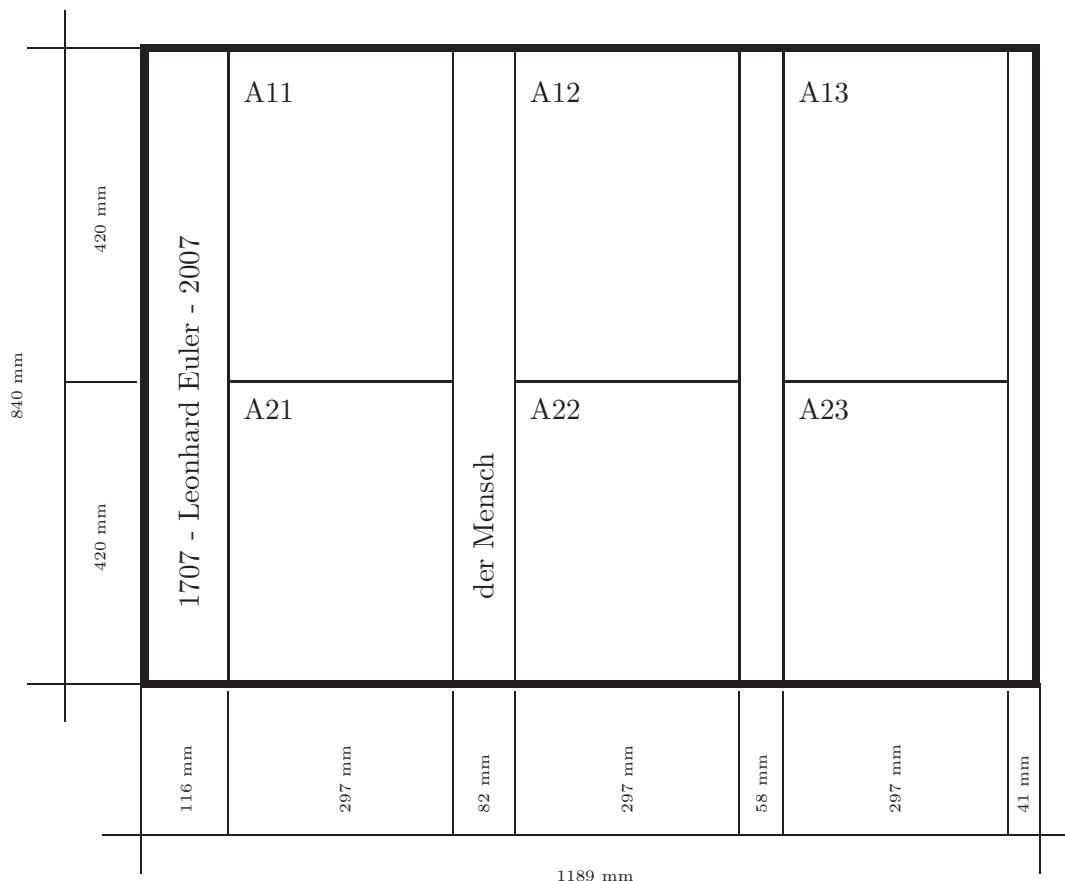 A11
A12
A13
420 mm
1707 - Leonhard Euler - 2007
840 mm
A21
A22
A23
der Mensch
420 mm
116 mm
297 mm
82 mm
297 mm
58 mm
297 mm
41 mm
1189 mm